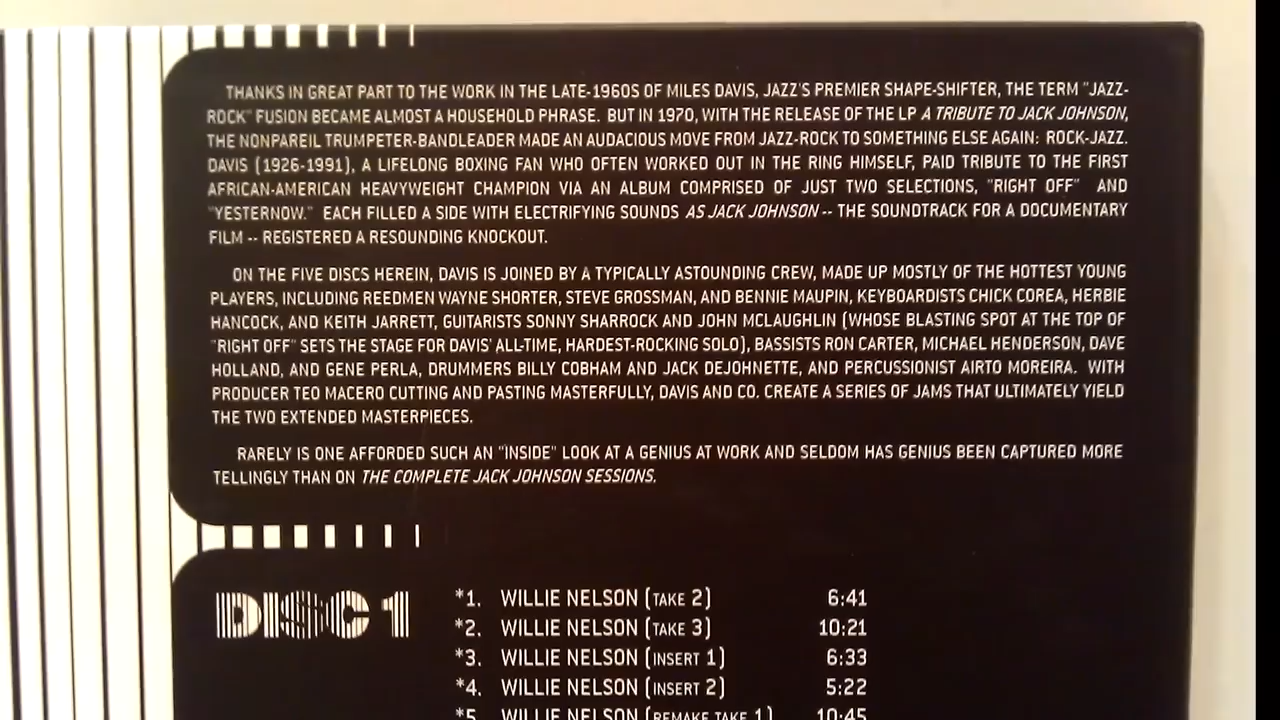 THANKS IN GREAT PART TO THE WORK IN THE LATE-1960S OF MILES DAVIS, JAZZ'S PREMIER SHAPE-SHIFTER, THE TERM "JAZZ-
ROCK" FUSION BECAME ALMOST A HOUSEHOLD PHRASE. BUT IN 1970, WITH THE RELEASE OF THE LP A TRIBUTE TO JACK JOHNSON,
THE NONPAREIL TRUMPETER-BANDLEADER MADE AN AUDACIOUS MOVE FROM JAZZ-ROCK TO SOMETHING ELSE AGAIN: ROCK-JAZZ.
DAVIS (1926-1991), A LIFELONG BOXING FAN WHO OFTEN WORKED OUT IN THE RING HIMSELF, PAID TRIBUTE TO THE FIRST
AFRICAN-AMERICAN HEAVYWEIGHT CHAMPION VIA AN ALBUM COMPRISED OF JUST TWO SELECTIONS, "RIGHT OFF" AND
"YESTERNOW." EACH FILLED A SIDE WITH ELECTRIFYING SOUNDS AS JACK JOHNSON -- THE SOUNDTRACK FOR A DOCUMENTARY
FILM -- REGISTERED A RESOUNDING KNOCKOUT.
ON THE FIVE DISCS HEREIN, DAVIS IS JOINED BY A TYPICALLY ASTOUNDING CREW, MADE UP MOSTLY OF THE HOTTEST YOUNG
PLAYERS, INCLUDING REEDMEN WAYNE SHORTER, STEVE GROSSMAN, AND BENNIE MAUPIN, KEYBOARDISTS CHICK COREA, HERBIE
HANCOCK, AND KEITH JARRETT, GUITARISTS SONNY SHARROCK AND JOHN MCLAUGHLIN (WHOSE BLASTING SPOT AT THE TOP OF
"RIGHT OFF" SETS THE STAGE FOR DAVIS' ALL-TIME, HARDEST-ROCKING SOLO), BASSISTS RON CARTER, MICHAEL HENDERSON, DAVE
HOLLAND, AND GENE PERLA, DRUMMERS BILLY COBHAM AND JACK DEJOHNETTE, AND PERCUSSIONIST AIRTO MOREIRA. WITH
PRODUCER TEO MACERO CUTTING AND PASTING MASTERFULLY, DAVIS AND CO. CREATE A SERIES OF JAMS THAT ULTIMATELY YIELD
THE TWO EXTENDED MASTERPIECES.
RARELY IS ONE AFFORDED SUCH AN "INSIDE" LOOK AT A GENIUS AT WORK AND SELDOM HAS GENIUS BEEN CAPTURED MORE
TELLINGLY THAN ON THE COMPLETE JACK JOHNSON SESSIONS.
DISC 1
*1. WILLIE NELSON (TAKE 2) 6:41
*2. WILLIE NELSON (TAKE 3) 10:21
*3. WILLIE NELSON (INSERT 1) 6:33
*4. WILLIE NELSON (INSERT 2) 5:22
*5. WILLIE NELSON (REMAKE TAKE 1) 10:45